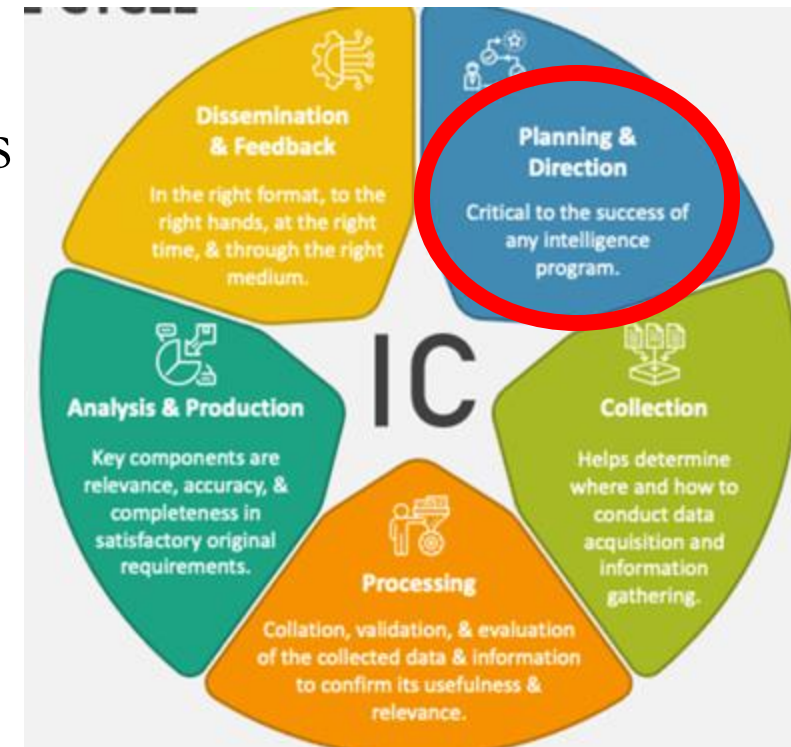 E CYCLE
S
Dissemination
& Feedback
In the right format, to the
right hands, at the right
time, & through the right
medium.
Planning &
Direction
Critical to the success of
any intelligence
program.
IC
Analysis & Production
Key components are
relevance, accuracy, &
completeness in
satisfactory original
requirements.
Collection
Helps determine
where and how to
conduct data
acquisition and
information
gathering.
Processing
Collation, validation, & evaluation
of the collected data & information
to confirm its usefulness &
relevance.